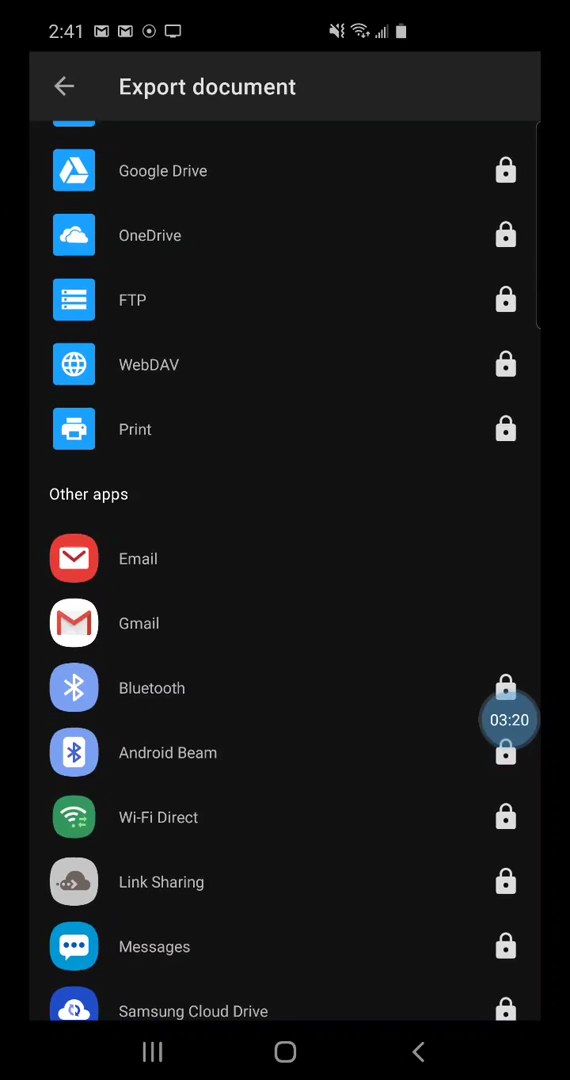 2:41
Export document
Google Drive
OneDrive
FTP
WebDAV
Print
Other apps
Email
Gmail
Bluetooth
03:20
Android Beam
Wi-Fi Direct
Link Sharing
Messages
Samsung Cloud Drive